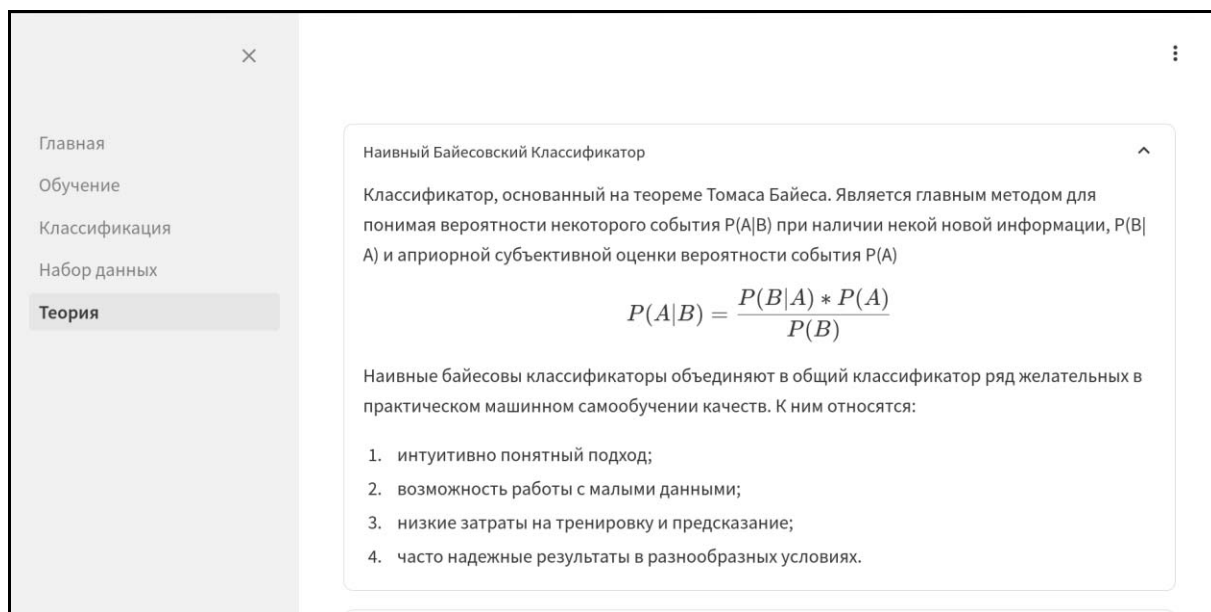 Главная
Обучение
Классификация
Набор данных
Теория
Наивный Байесовский Классификатор
Классификатор, основанный на теореме Томаса Байеса. Является главным методом для
понимая вероятности некоторого события P(A|B) при наличии некой новой информации, P(B|
A) и априорной субъективной оценки вероятности события P(A)
P(A|B) = P(B|A) * P(A) / P(B)
Наивные байесовы классификаторы объединяют в общий классификатор ряд желательных в
практическом машинном самообучении качеств. К ним относятся:
1. интуитивно понятный подход;
2. возможность работы с малыми данными;
3. низкие затраты на тренировку и предсказание;
4. часто надежные результаты в разнообразных условиях.